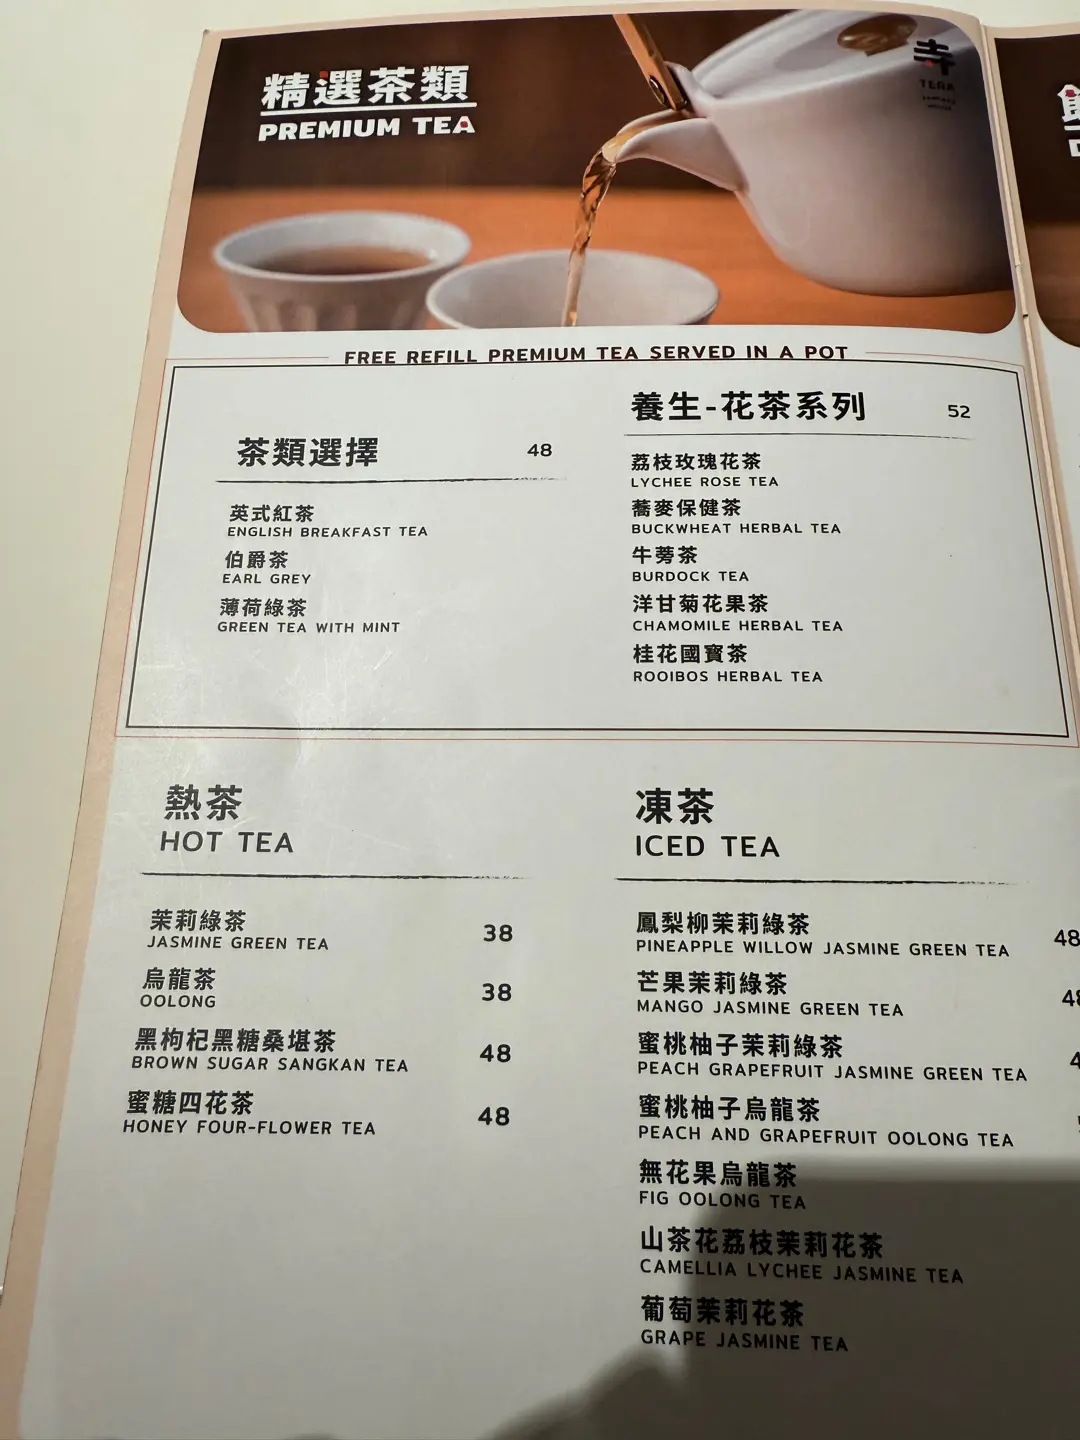 精選茶類
PREMIUM TEA
寺
TERA
FREE REFILL PREMIUM TEA SERVED IN A POT
茶類選擇 48
英式紅茶
ENGLISH BREAKFAST TEA
伯爵茶
EARL GREY
薄荷綠茶
GREEN TEA WITH MINT
養生-花茶系列 52
荔枝玫瑰花茶
LYCHEE ROSE TEA
蕎麥保健茶
BUCKWHEAT HERBAL TEA
牛蒡茶
BURDOCK TEA
洋甘菊花果茶
CHAMOMILE HERBAL TEA
桂花國寶茶
ROOIBOS HERBAL TEA
熱茶
HOT TEA
茉莉綠茶
JASMINE GREEN TEA 38
烏龍茶
OOLONG 38
黑枸杞黑糖桑堪茶
BROWN SUGAR SANGKAN TEA 48
蜜糖四花茶
HONEY FOUR-FLOWER TEA 48
凍茶
ICED TEA
鳳梨柳茉莉綠茶
PINEAPPLE WILLOW JASMINE GREEN TEA 48
芒果茉莉綠茶
MANGO JASMINE GREEN TEA
蜜桃柚子茉莉綠茶
PEACH GRAPEFRUIT JASMINE GREEN TEA
蜜桃柚子烏龍茶
PEACH AND GRAPEFRUIT OOLONG TEA
無花果烏龍茶
FIG OOLONG TEA
山茶花荔枝茉莉花茶
CAMELLIA LYCHEE JASMINE TEA
葡萄茉莉花茶
GRAPE JASMINE TEA